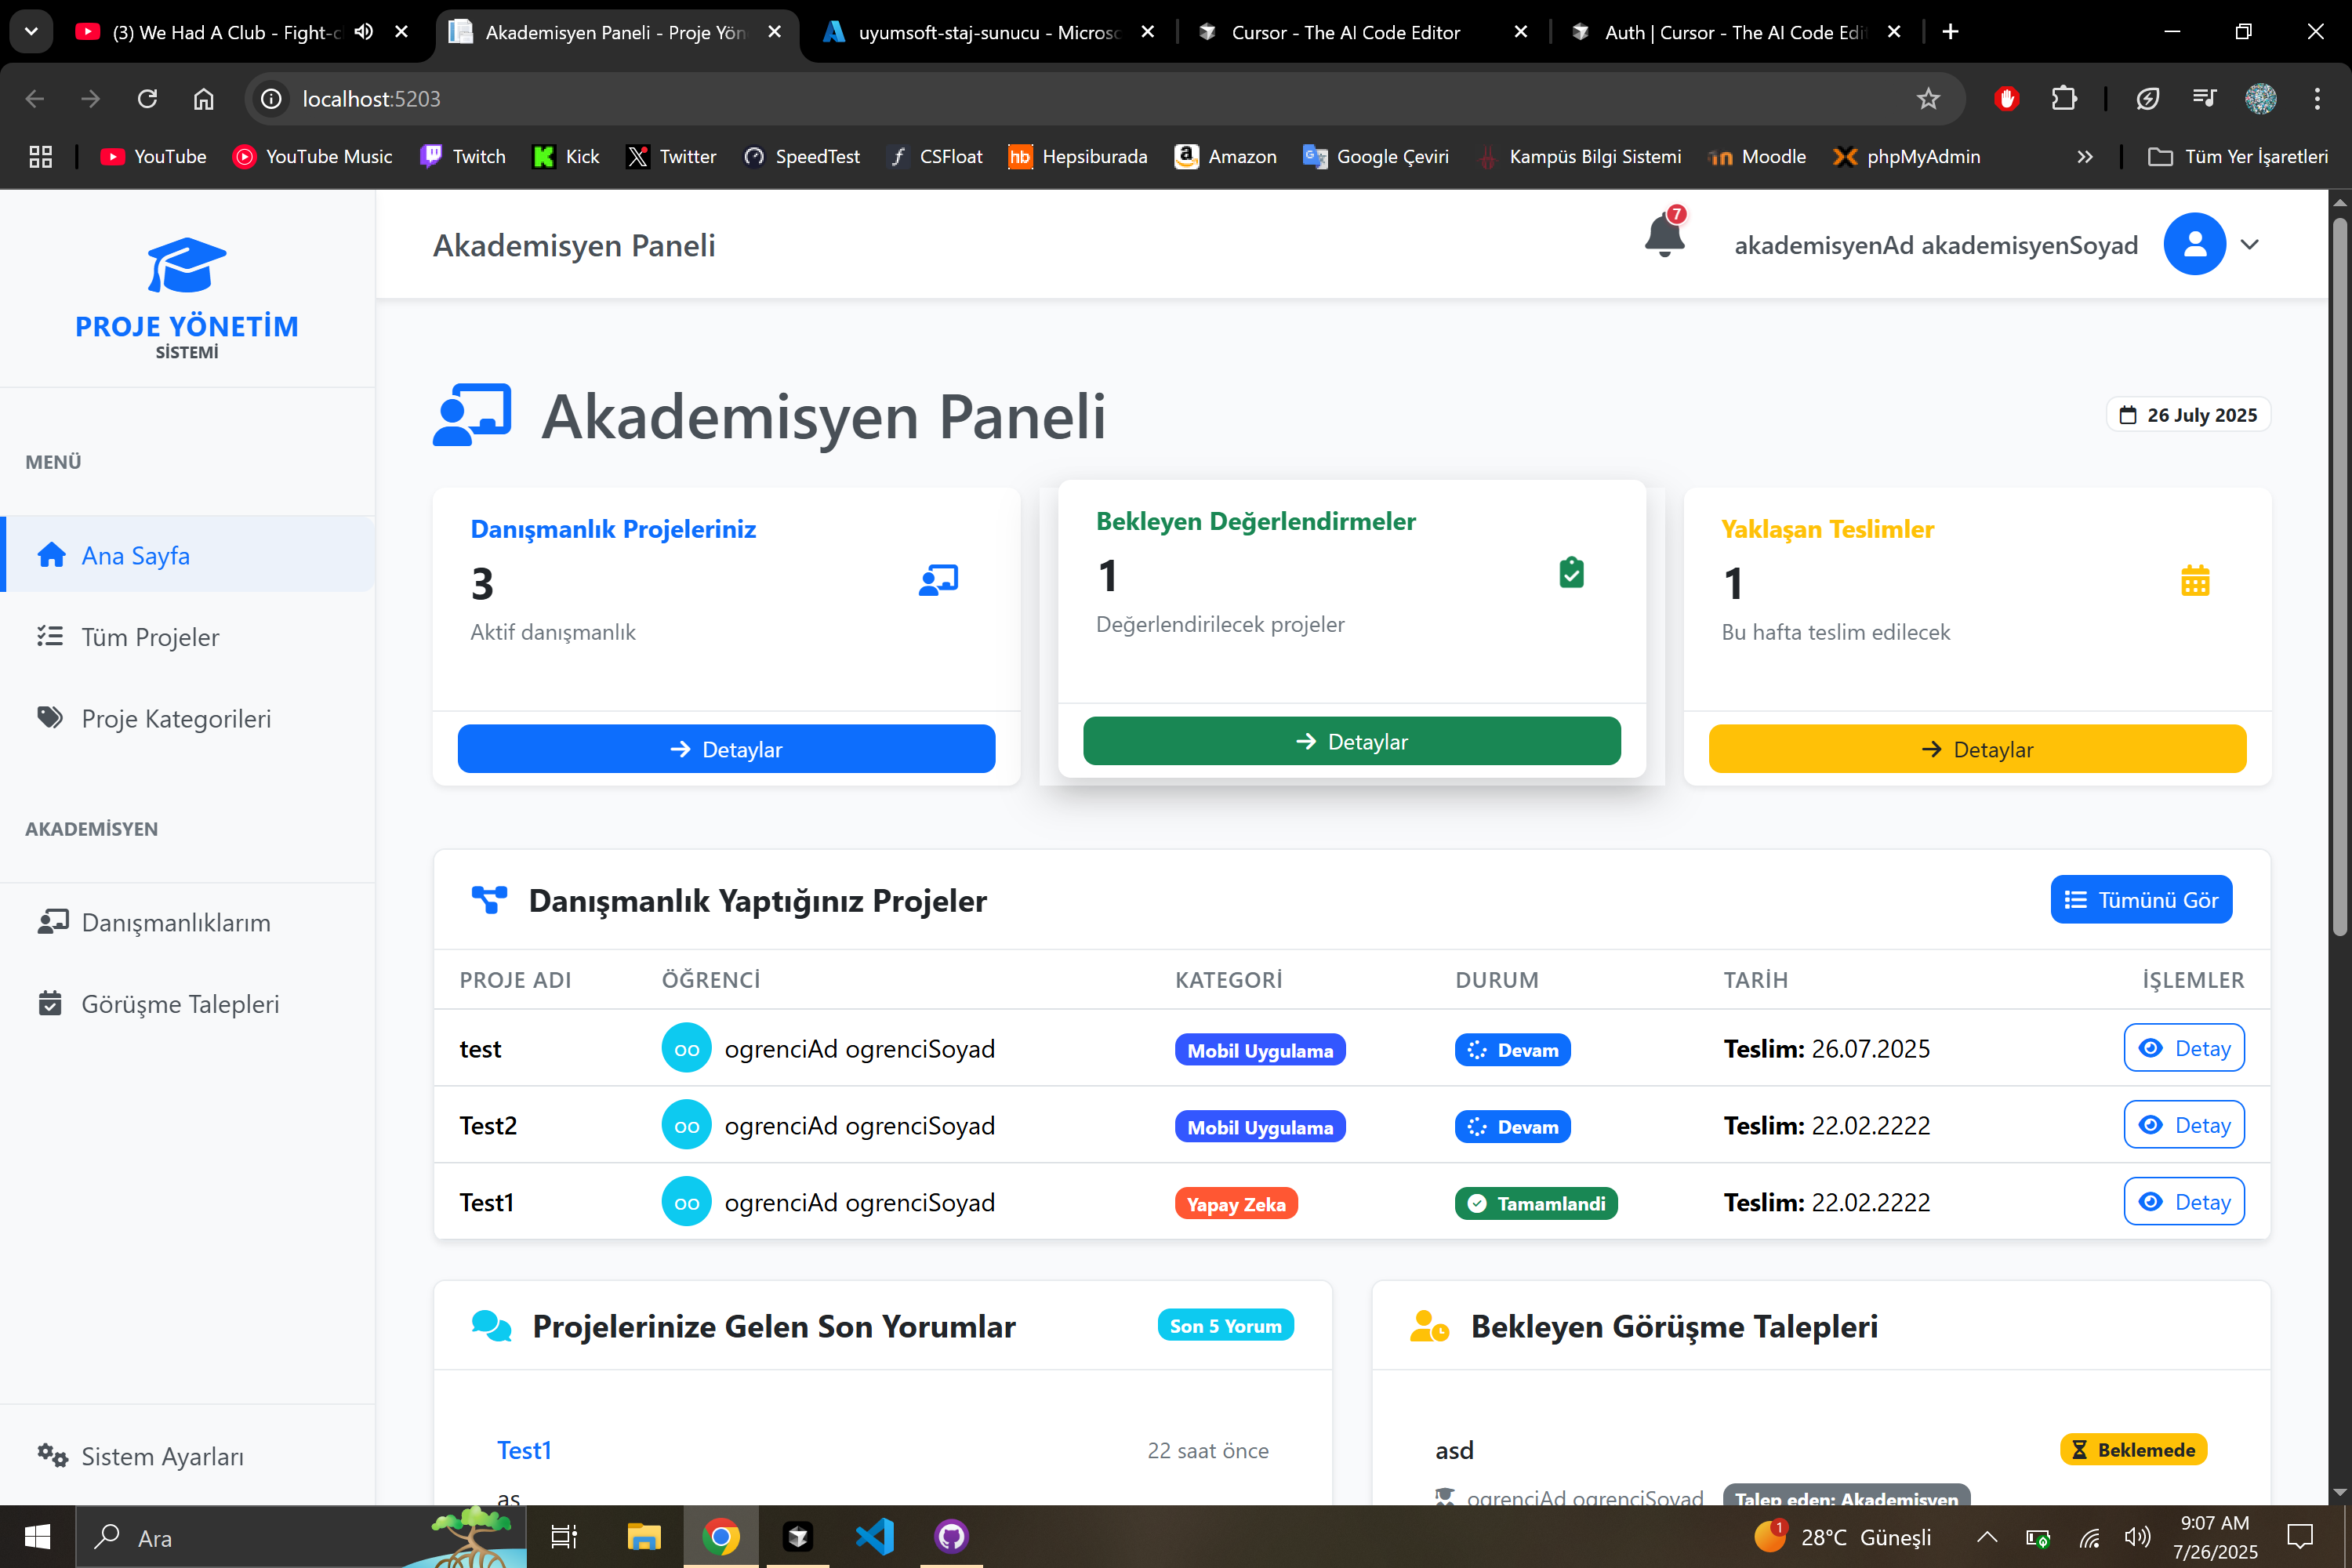 (3) We Had A Club - Fight-c
Akademisyen Paneli - Proje Yön
uyumsoft-staj-sunucu - Microsc
Cursor - The AI Code Editor
Auth | Cursor - The AI Code Edi
localhost:5203
YouTube
YouTube Music
Twitch
Kick
Twitter
SpeedTest
CSFloat
hb Hepsiburada
Amazon
Google Çeviri
Kampüs Bilgi Sistemi
Moodle
phpMyAdmin
Tüm Yer İşaretleri
PROJE YÖNETİM
SİSTEMİ
MENÜ
Ana Sayfa
Tüm Projeler
Proje Kategorileri
AKADEMİSYEN
Danışmanlıklarım
Görüşme Talepleri
Sistem Ayarları
Akademisyen Paneli
7
akademisyenAd akademisyenSoyad
Akademisyen Paneli
26 July 2025
Danışmanlık Projeleriniz
3
Aktif danışmanlık
Detaylar
Bekleyen Değerlendirmeler
1
Değerlendirilecek projeler
Detaylar
Yaklaşan Teslimler
1
Bu hafta teslim edilecek
Detaylar
Danışmanlık Yaptığınız Projeler
Tümünü Gör
PROJE ADI ÖĞRENCİ KATEGORİ DURUM TARİH İŞLEMLER
test oo ogrenciAd ogrenciSoyad Mobil Uygulama Devam Teslim: 26.07.2025 Detay
Test2 oo ogrenciAd ogrenciSoyad Mobil Uygulama Devam Teslim: 22.02.2222 Detay
Test1 oo ogrenciAd ogrenciSoyad Yapay Zeka Tamamlandi Teslim: 22.02.2222 Detay
Projelerinize Gelen Son Yorumlar
Son 5 Yorum
Test1
22 saat önce
as
Bekleyen Görüşme Talepleri
asd
Beklemede
ogrenciAd ogrenciSoyad
Talep eden: Akademisyen
Ara
1
28°C Güneşli
9:07 AM
7/26/2025